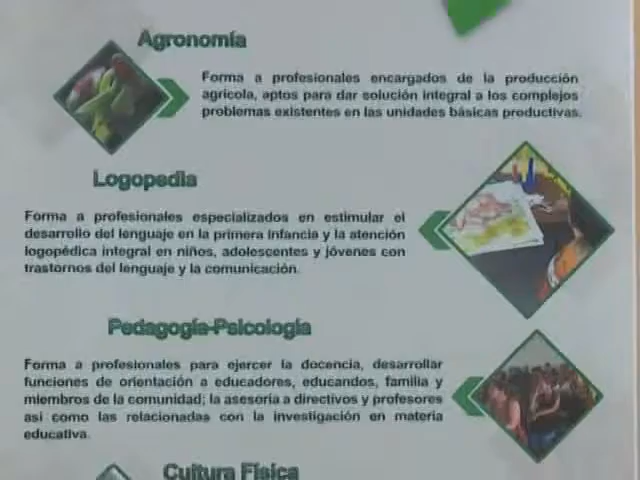 Agronomía
Forma a profesionales encargados de la producción
agrícola, aptos para dar solución integral a los complejos
problemas existentes en las unidades básicas productivas.
Logopedia
Forma a profesionales especializados en estimular el
desarrollo del lenguaje en la primera infancia y la atención
logopédica integral en niños, adolescentes y jóvenes con
trastornos del lenguaje y la comunicación.
Pedagogía-Psicología
Forma a profesionales para ejercer la docencia, desarrollar
funciones de orientación a educadores, educandos, familia y
miembros de la comunidad; la asesoría a directivos y profesores
así como las relacionadas con la investigación en materia
educativa.
Cultura Física